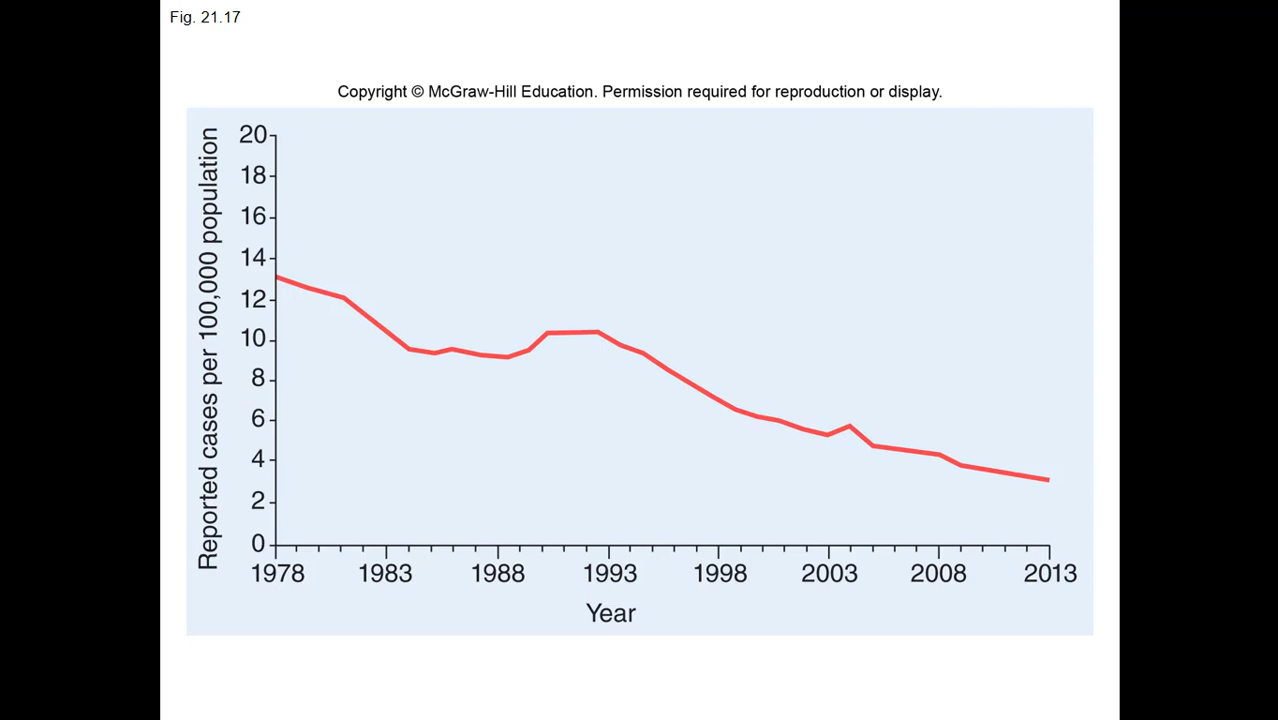 Fig. 21.17
Copyright © McGraw-Hill Education. Permission required for reproduction or display.
Reported cases per 100,000 population
20
18
16
14
12
10
8
6
4
2
0
1978 1983 1988 1993 1998 2003 2008 2013
Year